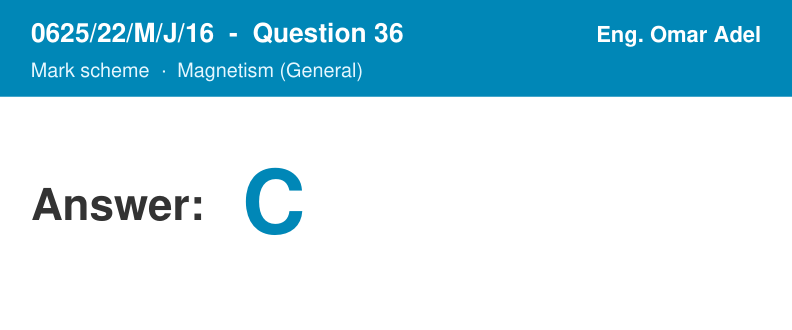 0625/22/M/J/16 - Question 36
Eng. Omar Adel
Mark scheme · Magnetism (General)
Answer: C